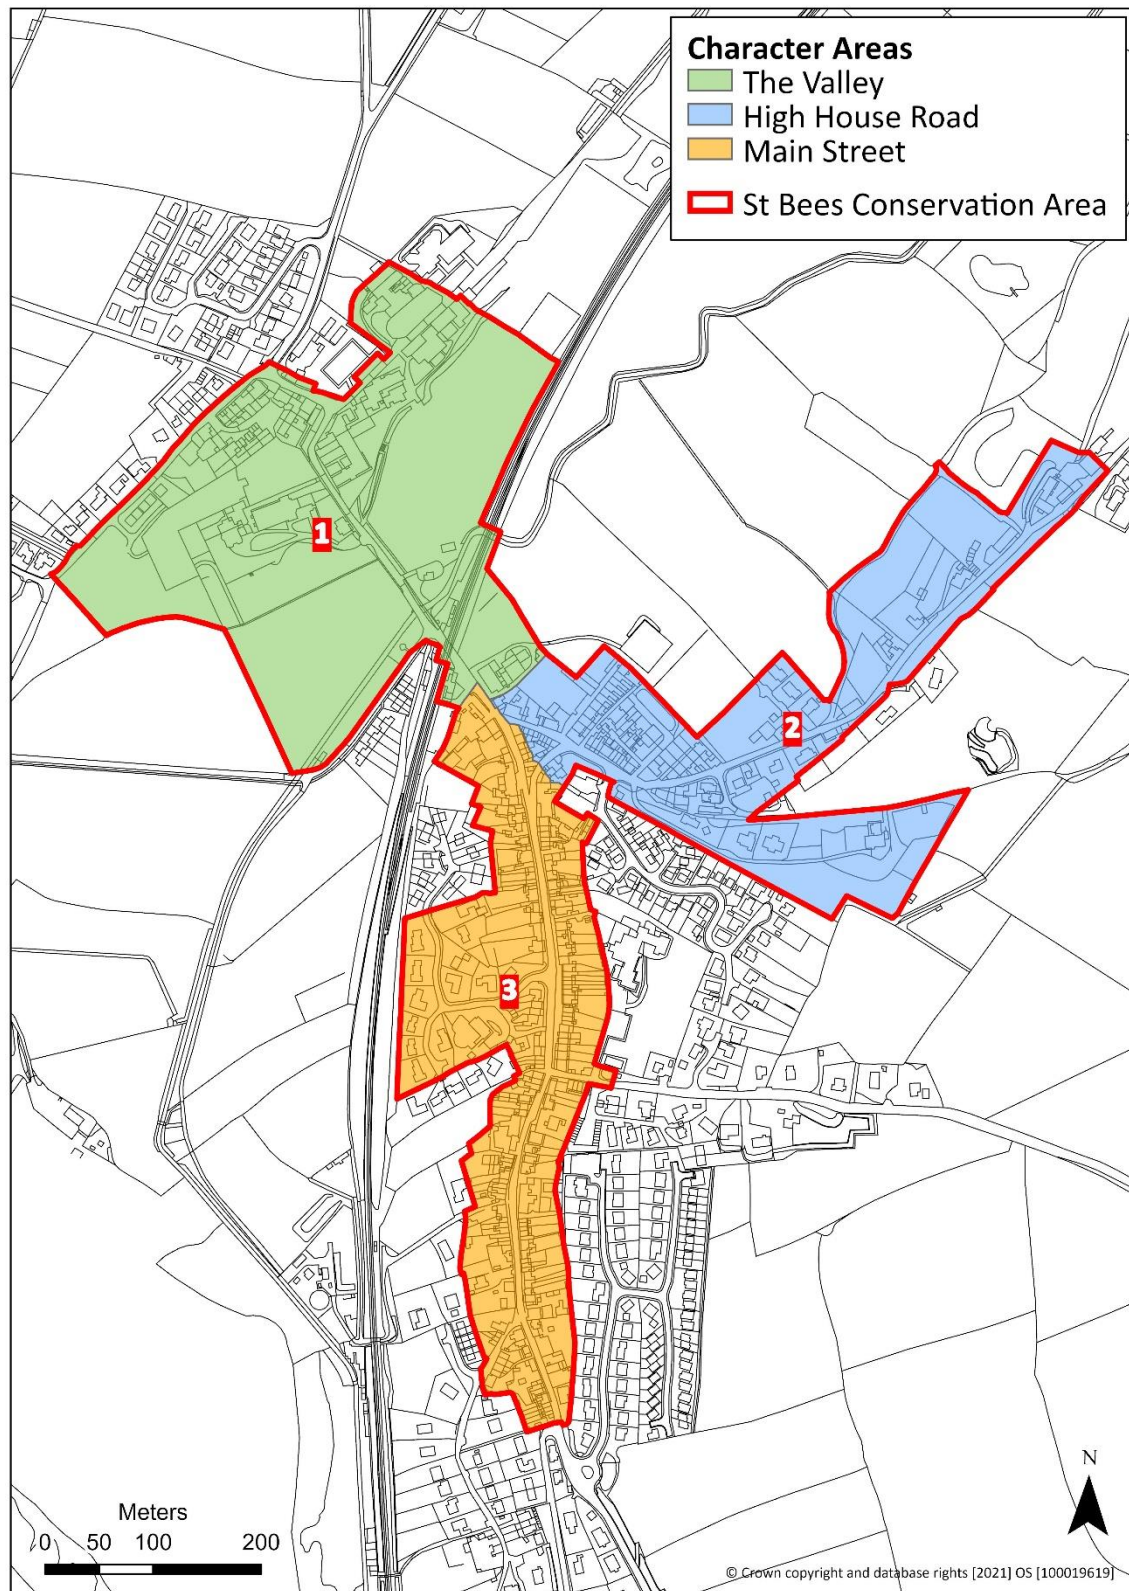 Character Areas
The Valley
High House Road
Main Street
St Bees Conservation Area
1
2
3
N
Meters
0 50 100 200
© Crown copyright and database rights [2021] OS [100019619]